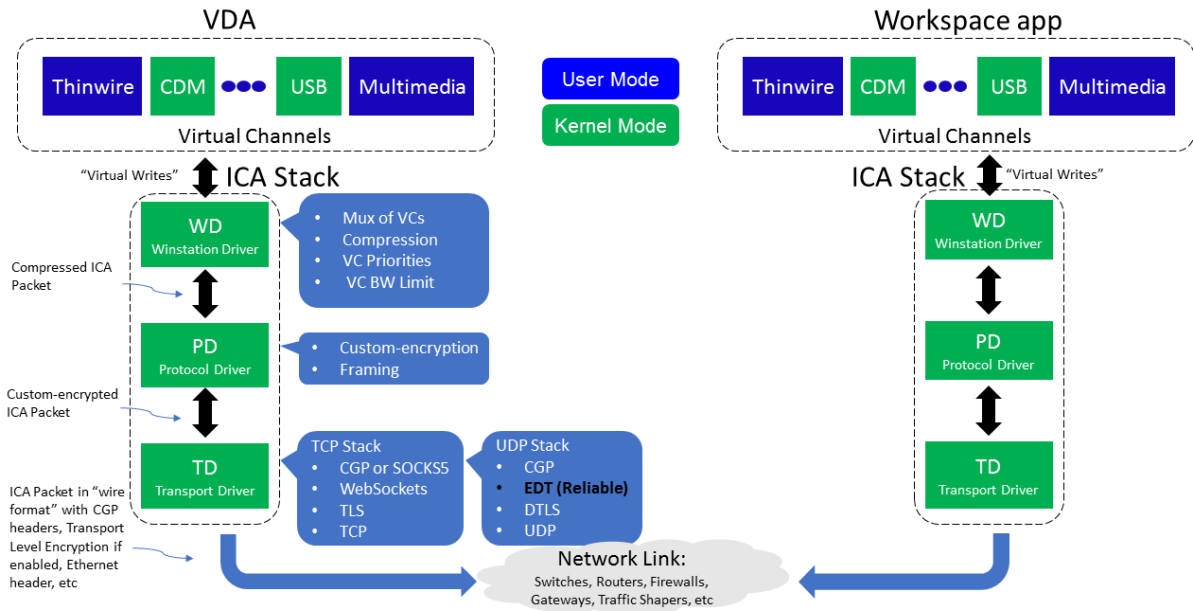 VDA
Thinwire
CDM
USB
Multimedia
Virtual Channels
User Mode
Kernel Mode
Workspace app
Thinwire
CDM
USB
Multimedia
Virtual Channels
"Virtual Writes"
ICA Stack
WD
Winstation Driver
• Mux of VCs
• Compression
• VC Priorities
• VC BW Limit
Compressed ICA
Packet
PD
Protocol Driver
• Custom-encryption
• Framing
Custom-encrypted
ICA Packet
TD
Transport Driver
TCP Stack
• CGP or SOCKS5
• WebSockets
• TLS
• TCP
UDP Stack
• CGP
• EDT (Reliable)
• DTLS
• UDP
ICA Packet in "wire
format" with CGP
headers, Transport
Level Encryption if
enabled, Ethernet
header, etc
Network Link:
Switches, Routers, Firewalls,
Gateways, Traffic Shapers, etc
ICA Stack
"Virtual Writes"
WD
Winstation Driver
PD
Protocol Driver
TD
Transport Driver